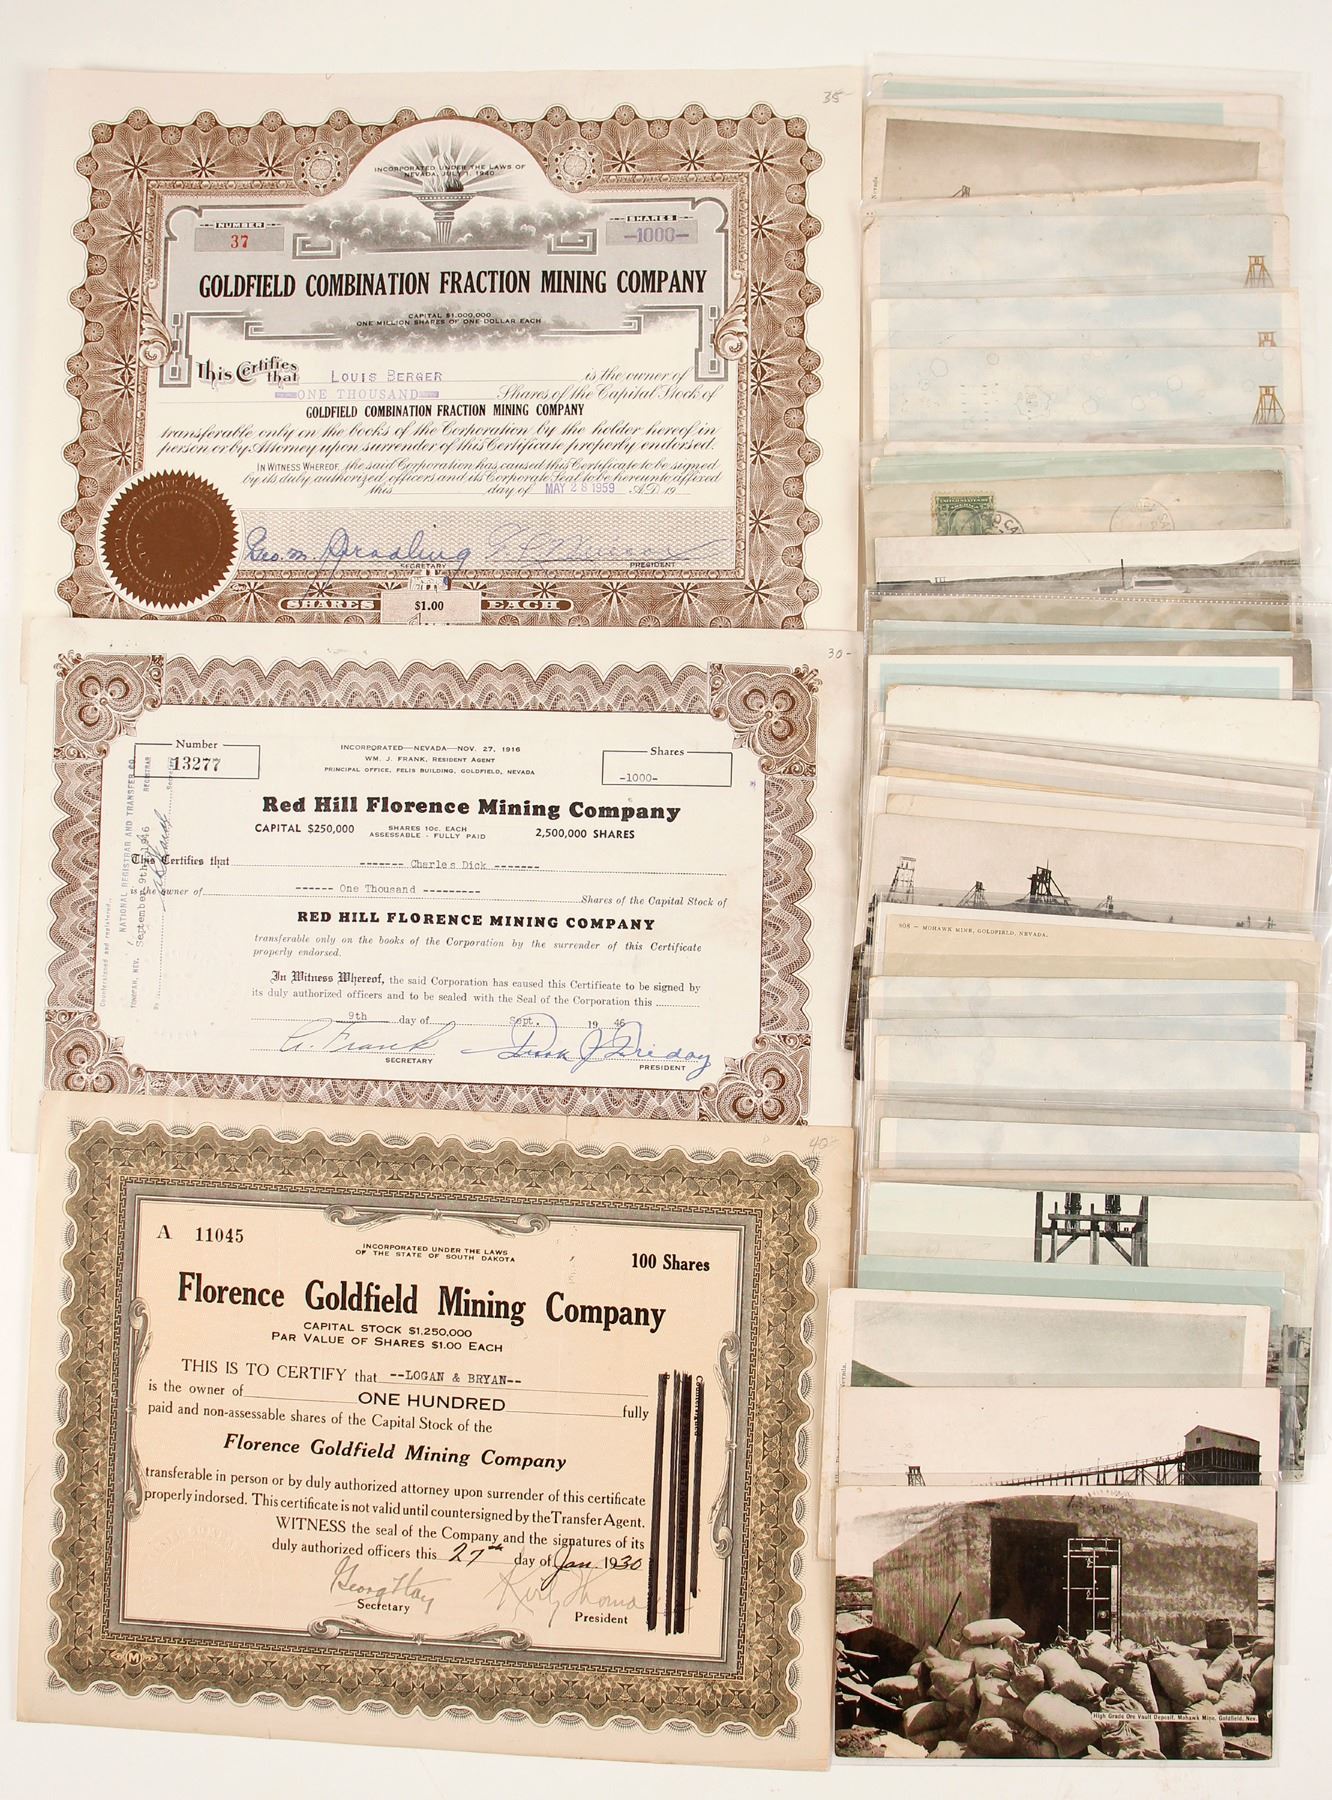 35-
INCORPORATED UNDER THE LAWS OF
NEVADA, JULY 1, 1940
NUMBER
37
SHARES
-1000-
GOLDFIELD COMBINATION FRACTION MINING COMPANY
CAPITAL $1,000,000
ONE MILLION SHARES OF ONE DOLLAR EACH
This Certifies that LOUIS BERGER is the owner of
ONE THOUSAND Shares of the Capital Stock of
GOLDFIELD COMBINATION FRACTION MINING COMPANY
transferable only on the books of the Corporation by the holder hereof in
person or by Attorney upon surrender of this Certificate properly endorsed.
IN WITNESS WHEREOF, the said Corporation has caused this Certificate to be signed
by its duly authorized officers and its Corporate Seal to be hereunto affixed
this day of MAY 28 1959 A.D. 19
SECRETARY
PRESIDENT
SHARES $1.00 EACH
30-
Number
13277
INCORPORATED—NEVADA—NOV. 27, 1916
WM. J. FRANK, RESIDENT AGENT
PRINCIPAL OFFICE, FELIS BUILDING, GOLDFIELD, NEVADA
Shares
-1000-
Red Hill Florence Mining Company
CAPITAL $250,000
SHARES 10c. EACH
ASSESSABLE - FULLY PAID
2,500,000 SHARES
This Certifies that ------- Charles Dick -------
is the owner of ------ One Thousand ---------- Shares of the Capital Stock of
RED HILL FLORENCE MINING COMPANY
transferable only on the books of the Corporation by the surrender of this Certificate
properly endorsed.
In Witness Whereof, the said Corporation has caused this Certificate to be signed by
its duly authorized officers and to be sealed with the Seal of the Corporation this
9th day of Sept. 19 46
G. Frank
SECRETARY
PRESIDENT
Countersigned and registered
TONOPAH, NEV. September 9th, 1946
NATIONAL REGISTRAR AND TRANSFER CO.
REGISTRAR
By
Secretary
40-
A 11045
INCORPORATED UNDER THE LAWS
OF THE STATE OF SOUTH DAKOTA
100 Shares
Florence Goldfield Mining Company
CAPITAL STOCK $1,250,000
PAR VALUE OF SHARES $1.00 EACH
THIS IS TO CERTIFY that --LOGAN & BRYAN--
is the owner of ONE HUNDRED fully
paid and non-assessable shares of the Capital Stock of the
Florence Goldfield Mining Company
transferable in person or by duly authorized attorney upon surrender of this certificate
properly indorsed. This certificate is not valid until countersigned by the Transfer Agent.
WITNESS the seal of the Company and the signatures of its
duly authorized officers this 27th day of Jan 1930
Secretary
President
Countersigned
M
Nevada.
808 - MOHAWK MINE, GOLDFIELD, NEVADA.
Nevada.
High Grade Ore Vault Deposit, Mohawk Mine, Goldfield, Nev.